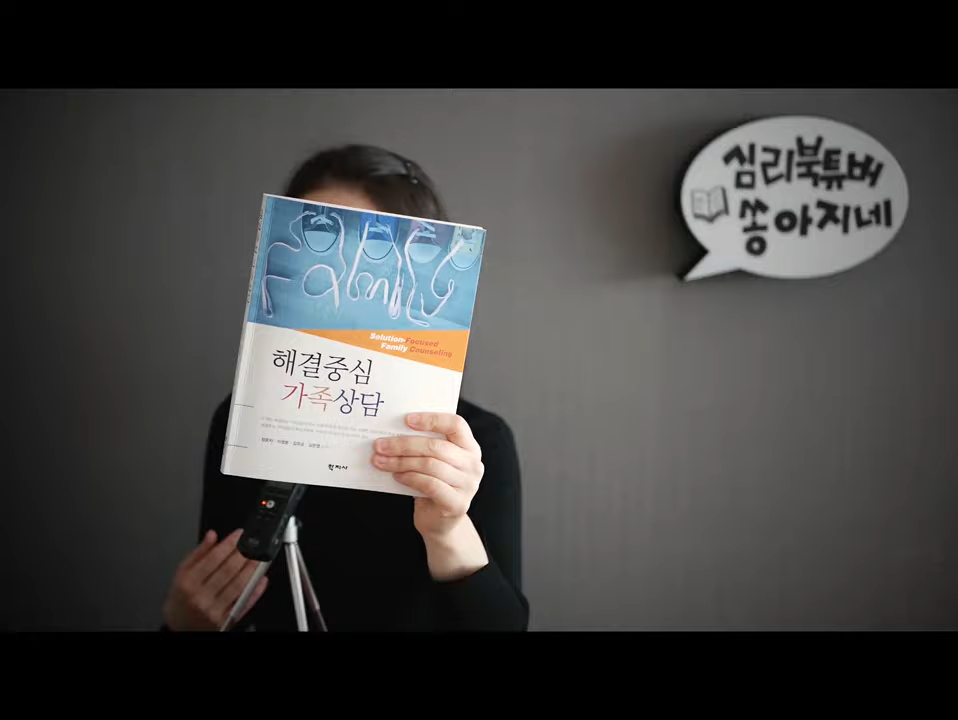 심리북튜버
쏭아지네
Family
Solution-Focused
Family Counseling
해결중심
가족상담
학지사